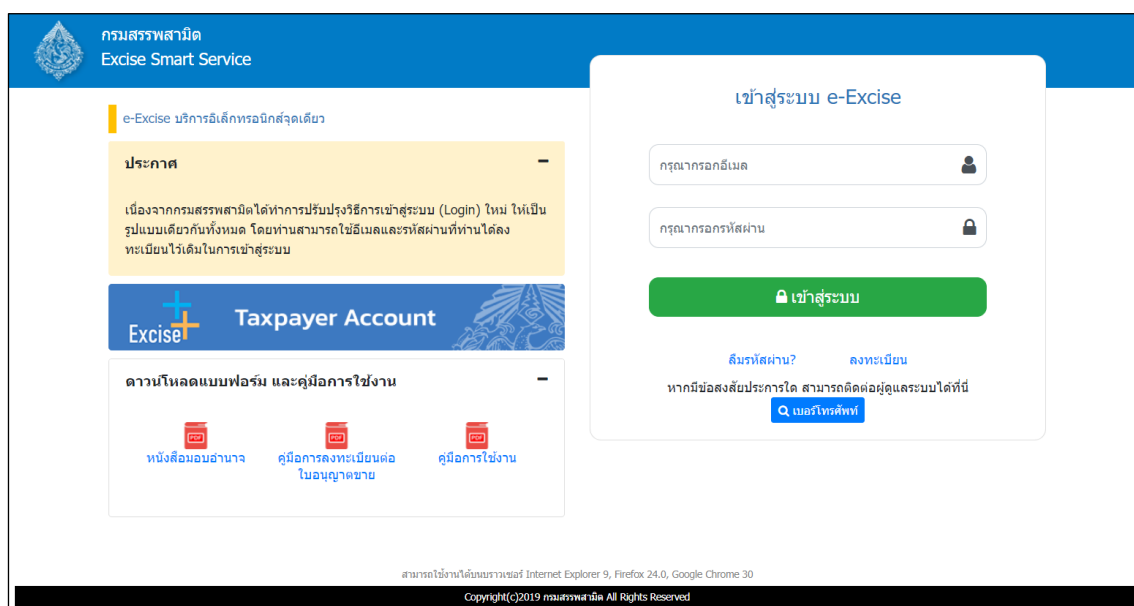 กรมสรรพสามิต
Excise Smart Service
e-Excise บริการอิเล็กทรอนิกส์จุดเดียว
ประกาศ
เนื่องจากกรมสรรพสามิตได้ทำการปรับปรุงวิธีการเข้าสู่ระบบ (Login) ใหม่ ให้เป็น
รูปแบบเดียวกันทั้งหมด โดยท่านสามารถใช้อีเมลและรหัสผ่านที่ท่านได้ลง
ทะเบียนไว้เดิมในการเข้าสู่ระบบ
Excise
Taxpayer Account
ดาวน์โหลดแบบฟอร์ม และคู่มือการใช้งาน
PDF
PDF
PDF
หนังสือมอบอำนาจ
คู่มือการลงทะเบียนต่อ
ใบอนุญาตขาย
คู่มือการใช้งาน
เข้าสู่ระบบ e-Excise
กรุณากรอกอีเมล
กรุณากรอกรหัสผ่าน
เข้าสู่ระบบ
ลืมรหัสผ่าน?
ลงทะเบียน
หากมีข้อสงสัยประการใด สามารถติดต่อผู้ดูแลระบบได้ที่นี่
เบอร์โทรศัพท์
สามารถใช้งานได้บนบราวเซอร์ Internet Explorer 9, Firefox 24.0, Google Chrome 30
Copyright(c)2019 กรมสรรพสามิต All Rights Reserved